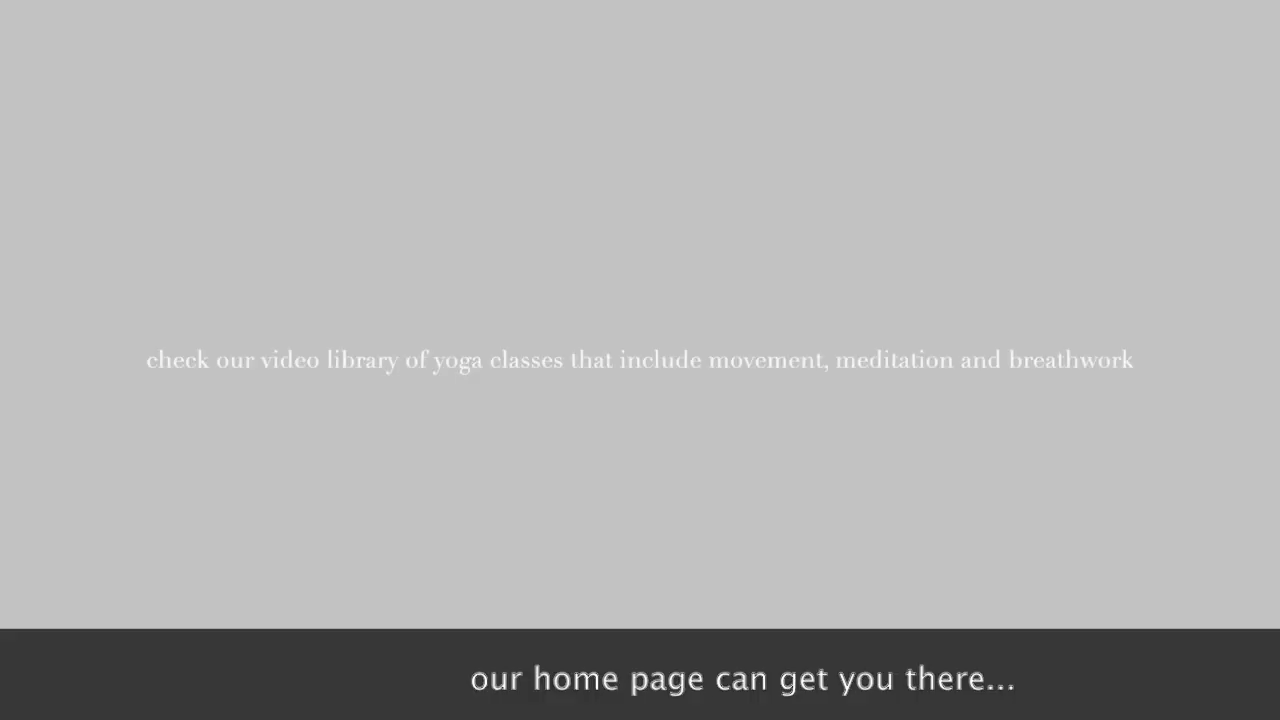 check our video library of yoga classes that include movement, meditation and breathwork
our home page can get you there...